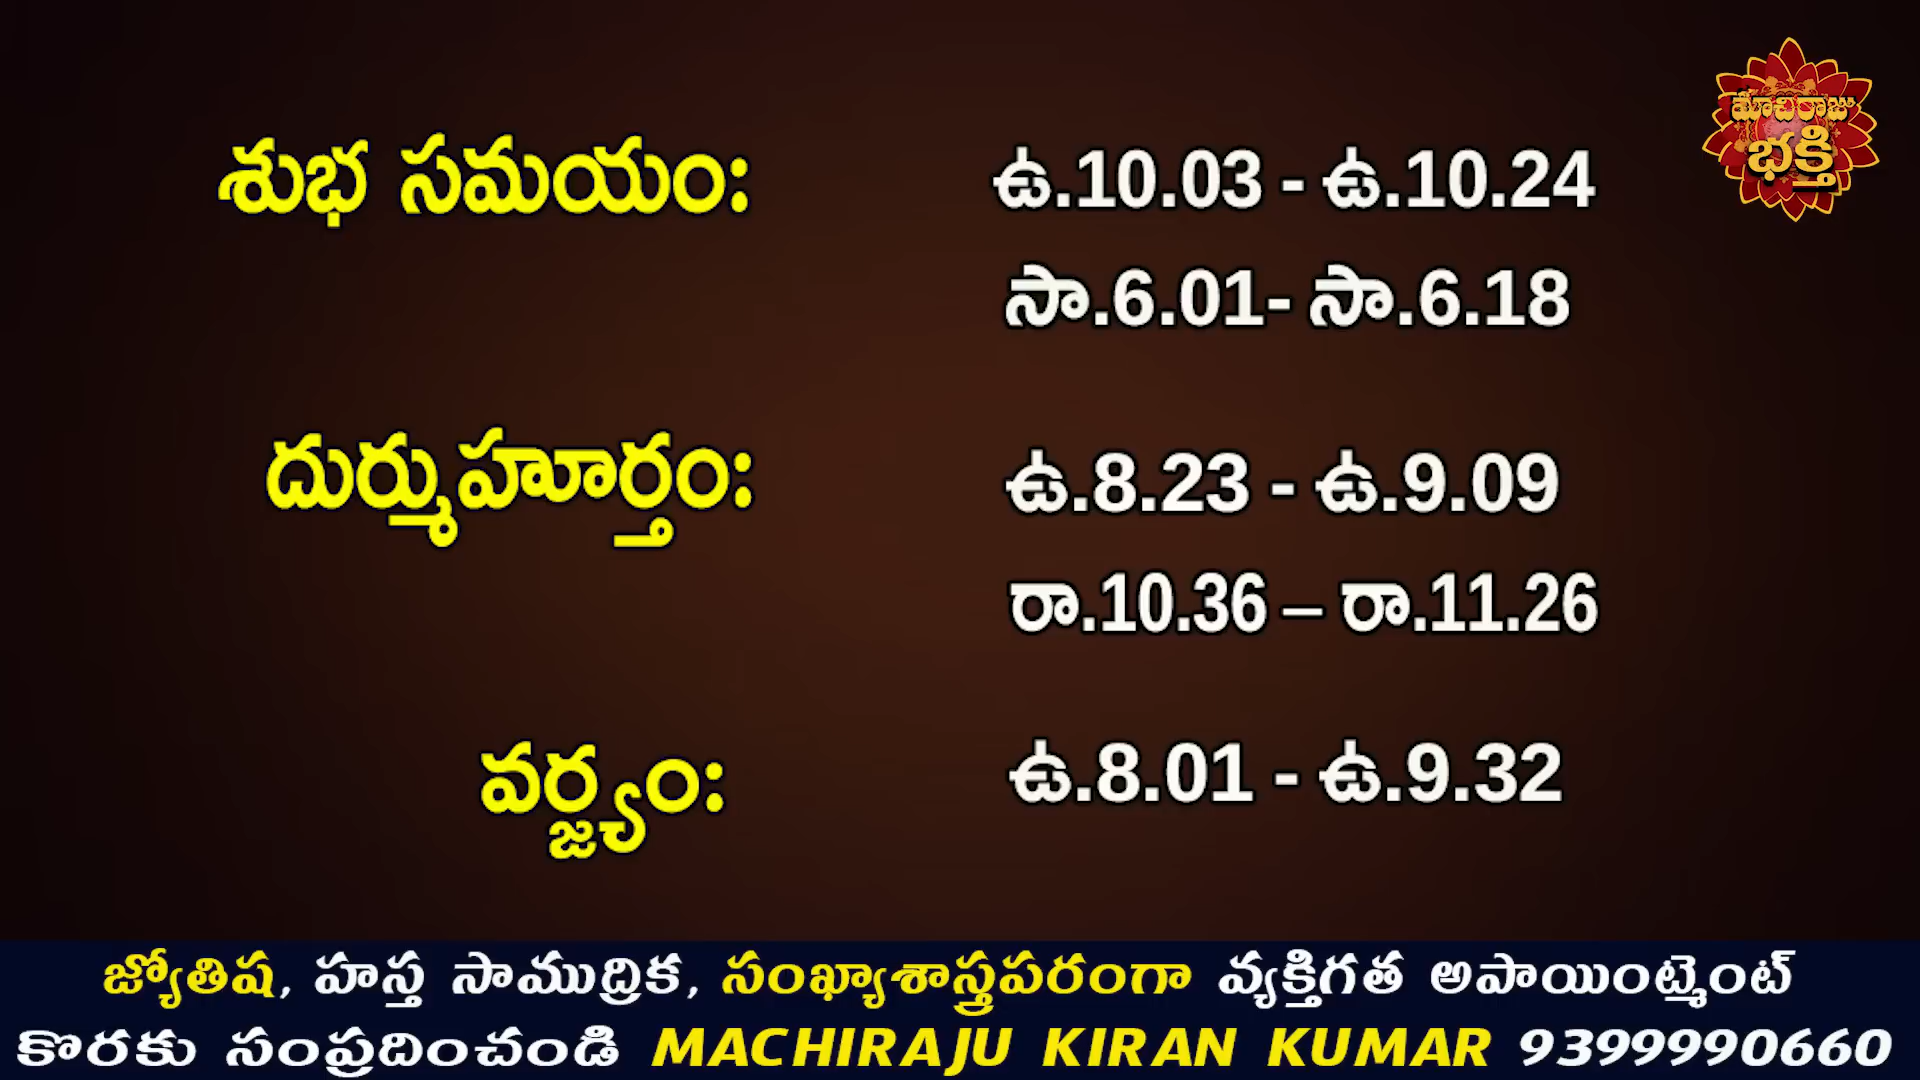 మాచిరాజు
భక్తి
శుభ సమయం: ఉ.10.03 - ఉ.10.24
సా.6.01- సా.6.18
దుర్ముహూర్తం: ఉ.8.23 - ఉ.9.09
రా.10.36 – రా.11.26
వర్జ్యం: ఉ.8.01 - ఉ.9.32
జ్యోతిష, హస్త సాముద్రిక, సంఖ్యాశాస్త్రపరంగా వ్యక్తిగత అపాయింట్మెంట్
కొరకు సంప్రదించండి MACHIRAJU KIRAN KUMAR 9399990660